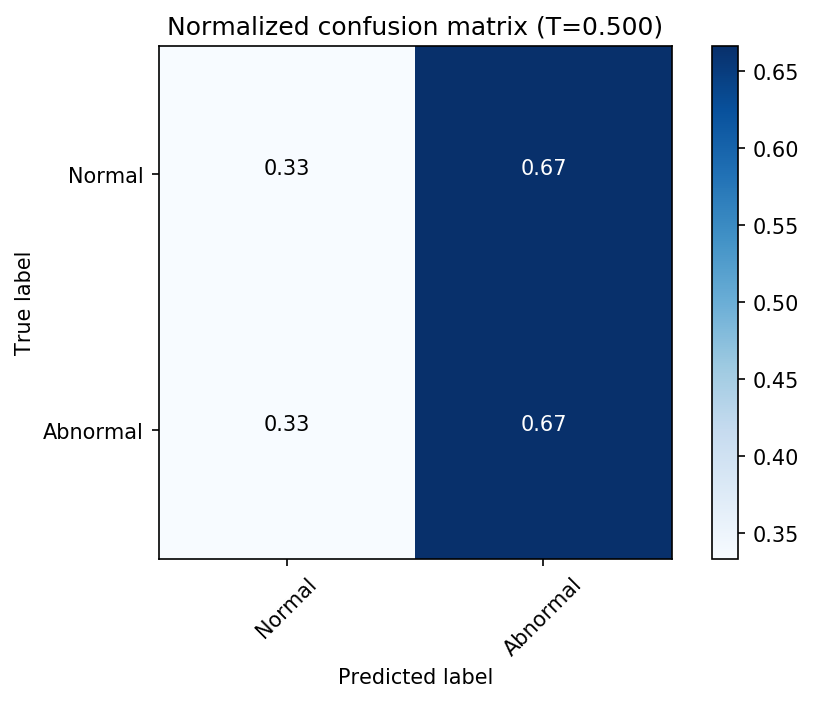 Normalized confusion matrix (T=0.500)
True label
Normal
Abnormal
0.33
0.67
0.33
0.67
Normal
Abnormal
Predicted label
0.65
0.60
0.55
0.50
0.45
0.40
0.35